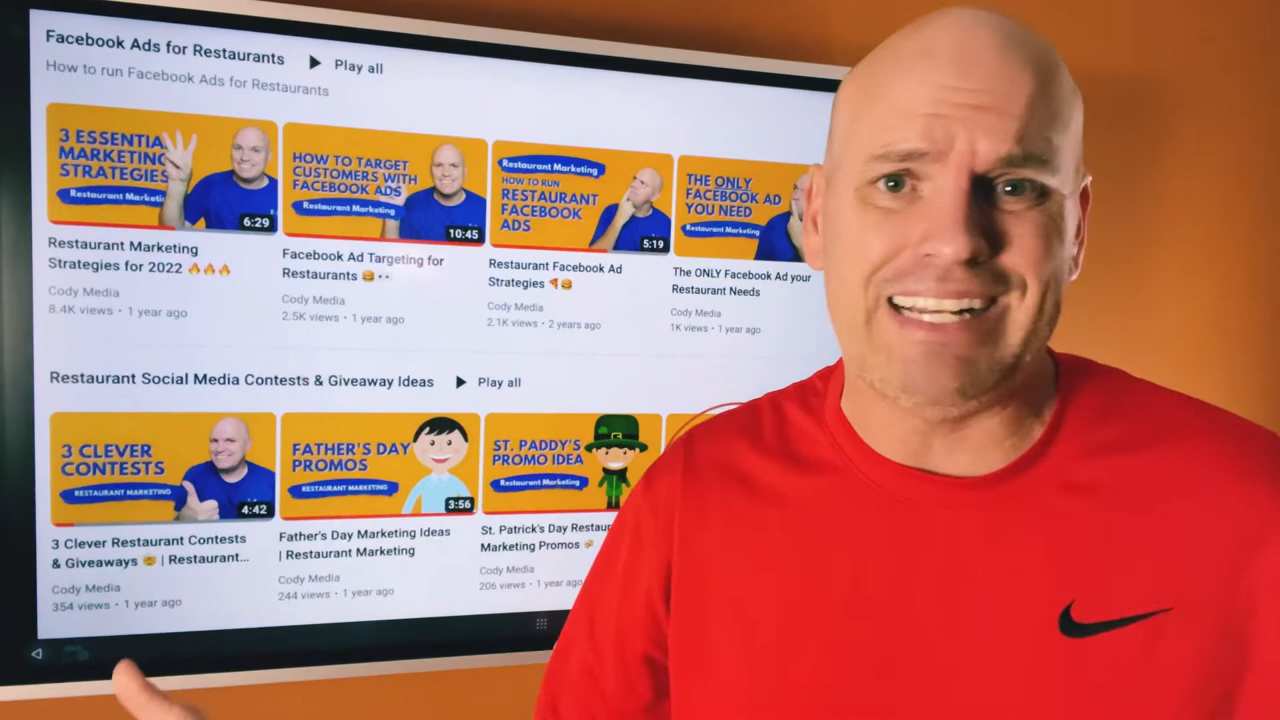 Facebook Ads for Restaurants
Play all
How to run Facebook Ads for Restaurants
3 ESSENTIAL
MARKETING
STRATEGIES
Restaurant Marketing
6:29
HOW TO TARGET
CUSTOMERS WITH
FACEBOOK ADS
Restaurant Marketing
10:45
Restaurant Marketing
HOW TO RUN
RESTAURANT
FACEBOOK
ADS
5:19
THE ONLY
FACEBOOK AD
YOU NEED
Restaurant Marketing
Restaurant Marketing
Strategies for 2022 🔥🔥🔥
Cody Media
8.4K views • 1 year ago
Facebook Ad Targeting for
Restaurants 🍔👀
Cody Media
2.5K views • 1 year ago
Restaurant Facebook Ad
Strategies 🍕🍔
Cody Media
2.1K views • 2 years ago
The ONLY Facebook Ad your
Restaurant Needs
Cody Media
1K views • 1 year ago
Restaurant Social Media Contests & Giveaway Ideas
Play all
3 CLEVER
CONTESTS
RESTAURANT MARKETING
4:42
FATHER'S DAY
PROMOS
RESTAURANT MARKETING
3:56
ST. PADDY'S
PROMO IDEA
Restaurant Marketing
3 Clever Restaurant Contests
& Giveaways 🤯 | Restaurant...
Cody Media
354 views • 1 year ago
Father's Day Marketing Ideas
| Restaurant Marketing
Cody Media
244 views • 1 year ago
St. Patrick's Day Restaur
Marketing Promos
Cody Media
206 views • 1 year ago